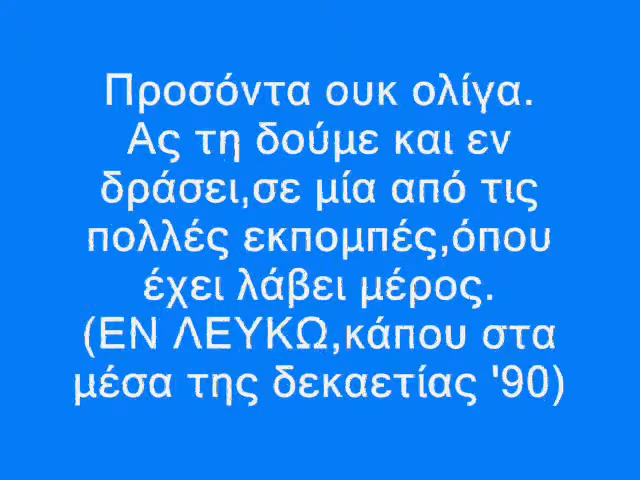 Προσόντα ουκ ολίγα.
Ας τη δούμε και εν
δράσει,σε μία από τις
πολλές εκπομπές,όπου
έχει λάβει μέρος.
(ΕΝ ΛΕΥΚΩ,κάπου στα
μέσα της δεκαετίας '90)